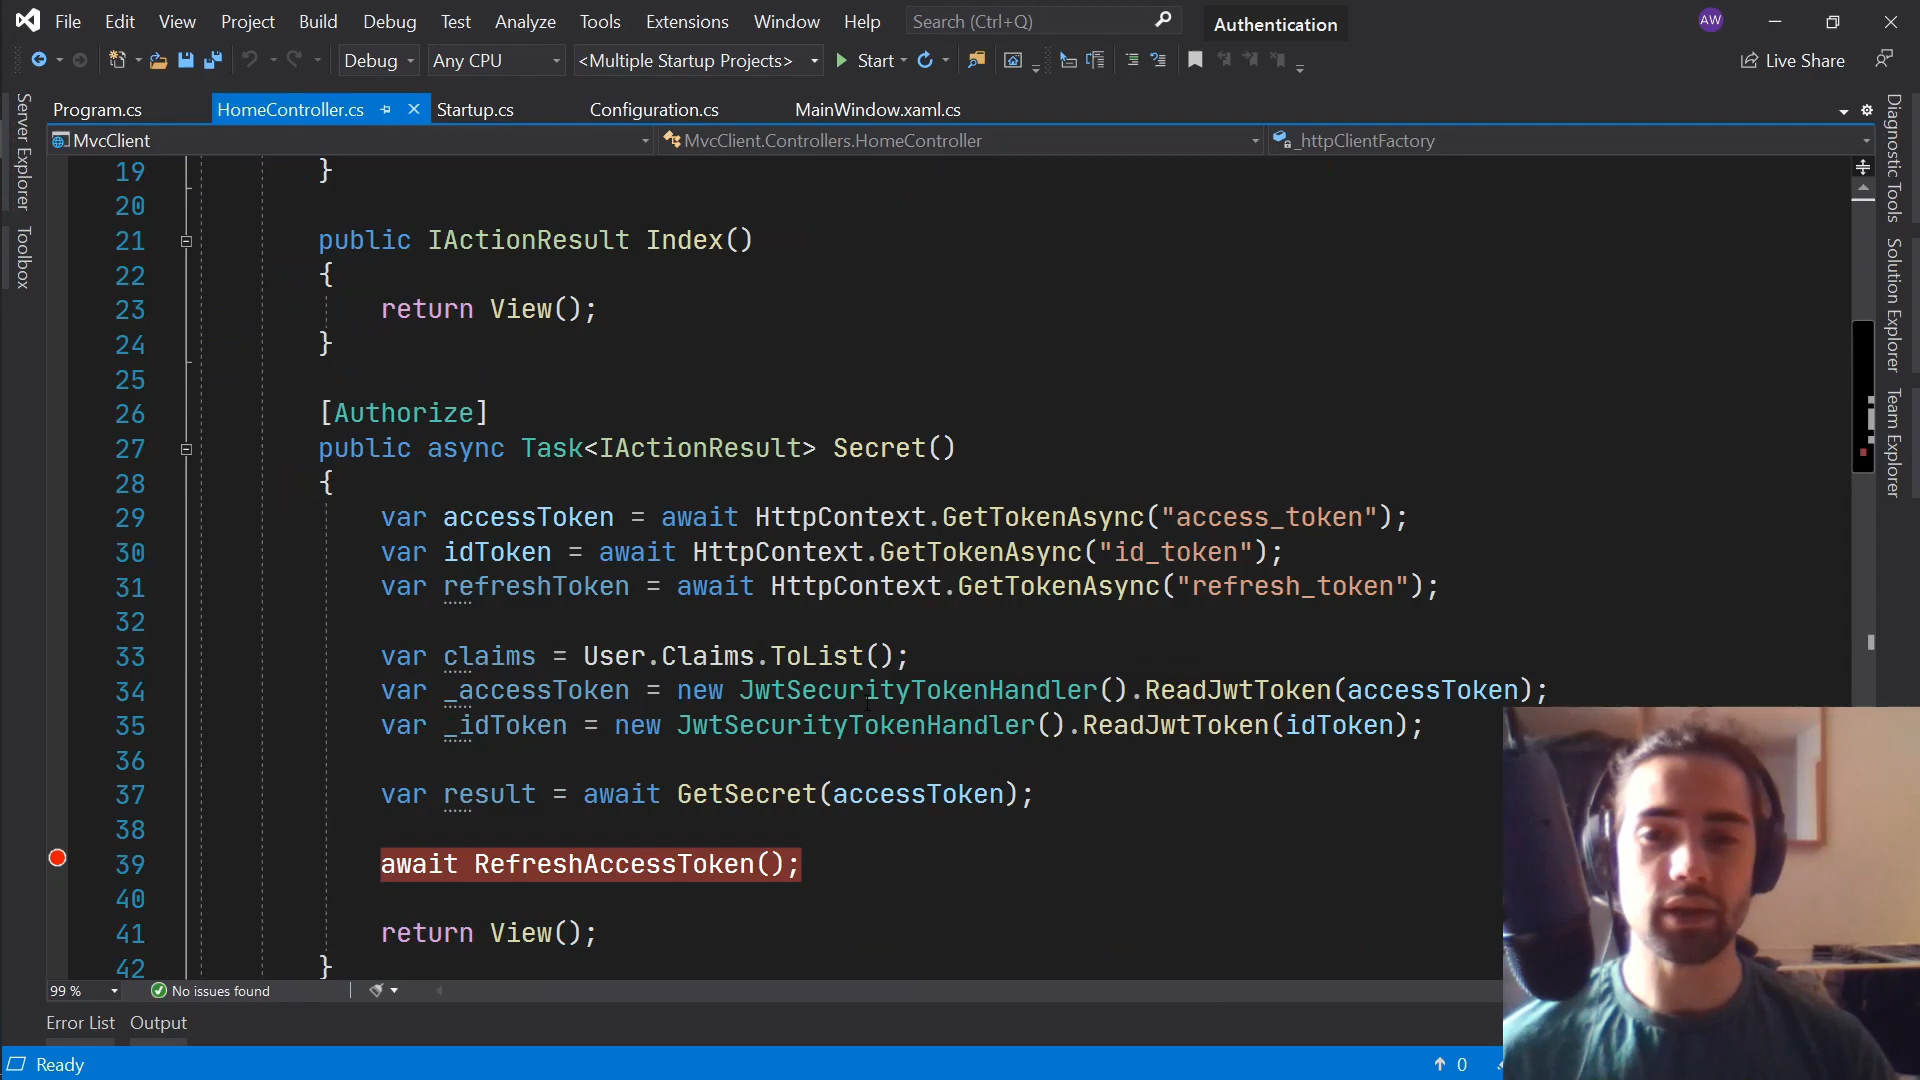 File Edit View Project Build Debug Test Analyze Tools Extensions Window Help Search (Ctrl+Q) Authentication AW
Debug Any CPU <Multiple Startup Projects> Start Live Share
Program.cs HomeController.cs Startup.cs Configuration.cs MainWindow.xaml.cs
MvcClient MvcClient.Controllers.HomeController _httpClientFactory
Server Explorer
Toolbox
Diagnostic Tools
Solution Explorer
Team Explorer
19 }
20
21 public IActionResult Index()
22 {
23 return View();
24 }
25
26 [Authorize]
27 public async Task<IActionResult> Secret()
28 {
29 var accessToken = await HttpContext.GetTokenAsync("access_token");
30 var idToken = await HttpContext.GetTokenAsync("id_token");
31 var refreshToken = await HttpContext.GetTokenAsync("refresh_token");
32
33 var claims = User.Claims.ToList();
34 var _accessToken = new JwtSecurityTokenHandler().ReadJwtToken(accessToken);
35 var _idToken = new JwtSecurityTokenHandler().ReadJwtToken(idToken);
36
37 var result = await GetSecret(accessToken);
38
39 await RefreshAccessToken();
40
41 return View();
42 }
99 % No issues found
Error List Output
Ready 0